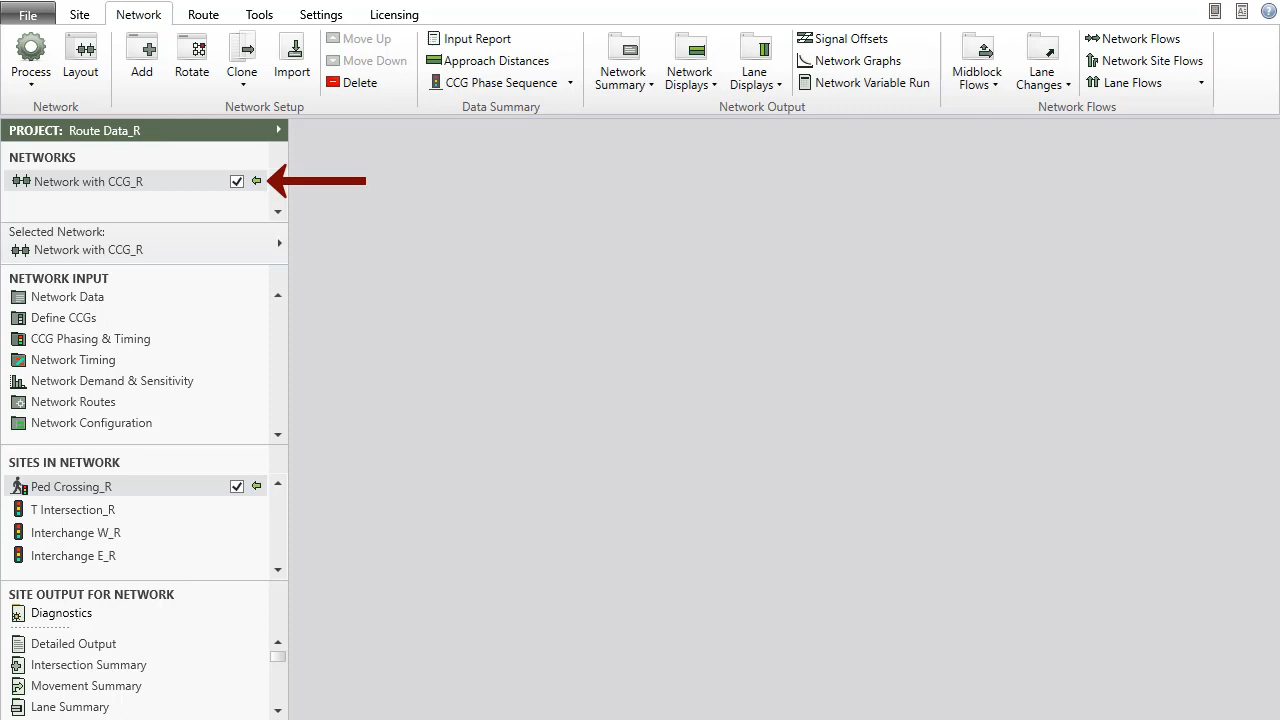 File Site Network Route Tools Settings Licensing
Process Layout
Network
Add Rotate Clone Import
Move Up
Move Down
Delete
Network Setup
Input Report
Approach Distances
CCG Phase Sequence
Data Summary
Network Summary
Network Displays
Lane Displays
Signal Offsets
Network Graphs
Network Variable Run
Network Output
Midblock Flows
Lane Changes
Network Flows
Network Site Flows
Lane Flows
Network Flows
PROJECT: Route Data_R
NETWORKS
Network with CCG_R
Selected Network:
Network with CCG_R
NETWORK INPUT
Network Data
Define CCGs
CCG Phasing & Timing
Network Timing
Network Demand & Sensitivity
Network Routes
Network Configuration
SITES IN NETWORK
Ped Crossing_R
T Intersection_R
Interchange W_R
Interchange E_R
SITE OUTPUT FOR NETWORK
Diagnostics
Detailed Output
Intersection Summary
Movement Summary
Lane Summary